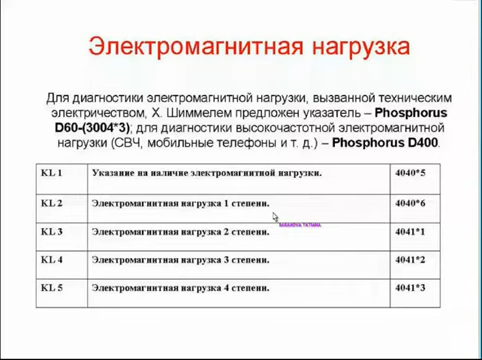 Электромагнитная нагрузка
Для диагностики электромагнитной нагрузки, вызванной техническим
электричеством, Х. Шиммелем предложен указатель – Phosphorus
D60-(3004*3); для диагностики высокочастотной электромагнитной
нагрузки (СВЧ, мобильные телефоны и т. д.) – Phosphorus D400.
KL 1 Указание на наличие электромагнитной нагрузки. 4040*5
KL 2 Электромагнитная нагрузка 1 степени. 4040*6
KL 3 Электромагнитная нагрузка 2 степени. 4041*1
KL 4 Электромагнитная нагрузка 3 степени. 4041*2
KL 5 Электромагнитная нагрузка 4 степени. 4041*3